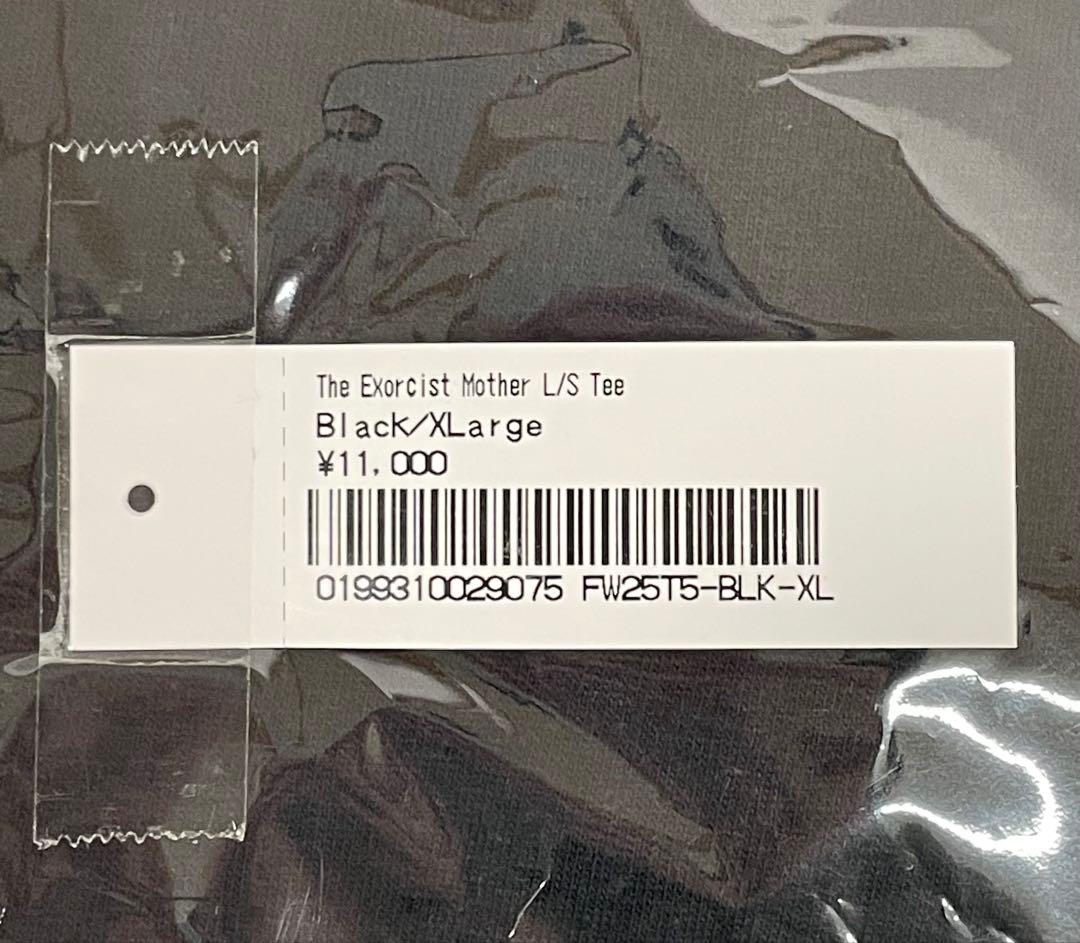 The Exorcist Mother L/S Tee
Black/XLarge
¥11,000
0199310029075 FW25T5-BLK-XL